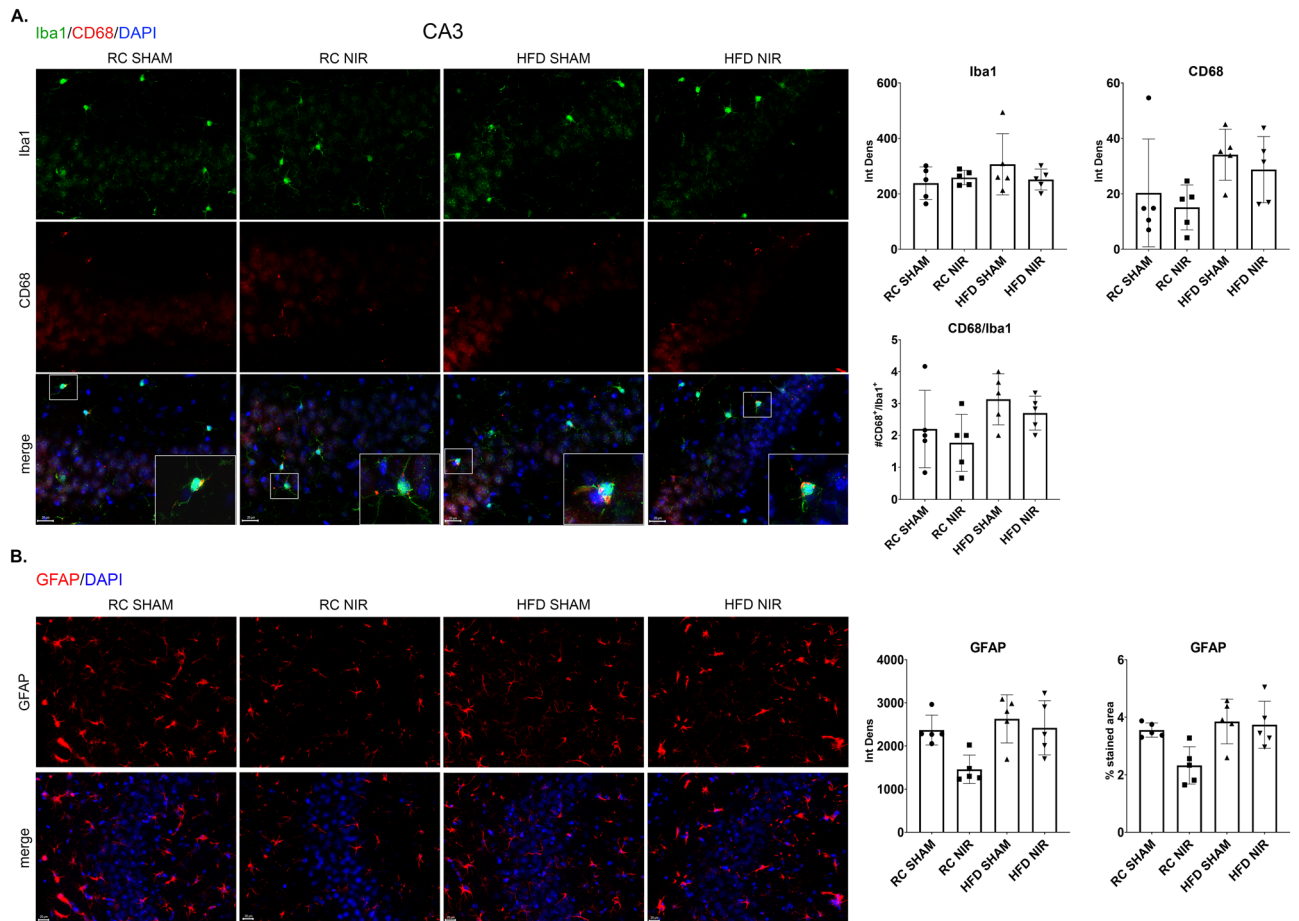 A.
Iba1/CD68/DAPI
CA3
RC SHAM
RC NIR
HFD SHAM
HFD NIR
Iba1
CD68
merge
Iba1
600
400
200
0
Int Dens
RC SHAM
RC NIR
HFD SHAM
HFD NIR
CD68
60
40
20
0
Int Dens
RC SHAM
RC NIR
HFD SHAM
HFD NIR
CD68/Iba1
5
4
3
2
1
0
#CD68⁺/Iba1⁺
RC SHAM
RC NIR
HFD SHAM
HFD NIR
B.
GFAP/DAPI
RC SHAM
RC NIR
HFD SHAM
HFD NIR
GFAP
merge
GFAP
4000
3000
2000
1000
0
Int Dens
RC SHAM
RC NIR
HFD SHAM
HFD NIR
GFAP
6
4
2
0
% stained area
RC SHAM
RC NIR
HFD SHAM
HFD NIR